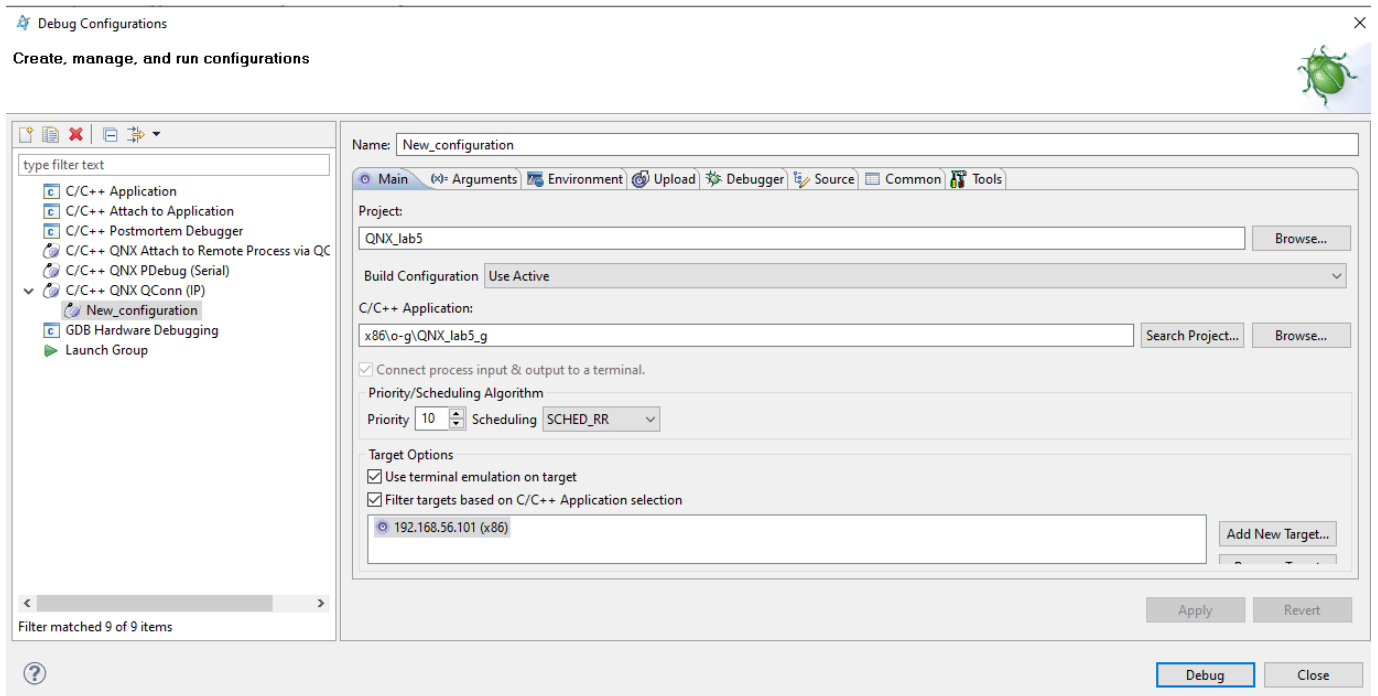 Debug Configurations
Create, manage, and run configurations
type filter text
C/C++ Application
C/C++ Attach to Application
C/C++ Postmortem Debugger
C/C++ QNX Attach to Remote Process via QC
C/C++ QNX PDebug (Serial)
C/C++ QNX QConn (IP)
New_configuration
GDB Hardware Debugging
Launch Group
Filter matched 9 of 9 items
Name: New_configuration
Main (x)= Arguments Environment Upload Debugger Source Common Tools
Project:
QNX_lab5 Browse...
Build Configuration Use Active
C/C++ Application:
x86\o-g\QNX_lab5_g Search Project... Browse...
Connect process input & output to a terminal.
Priority/Scheduling Algorithm
Priority 10 Scheduling SCHED_RR
Target Options
Use terminal emulation on target
Filter targets based on C/C++ Application selection
192.168.56.101 (x86)
Add New Target...
Apply Revert
Debug Close